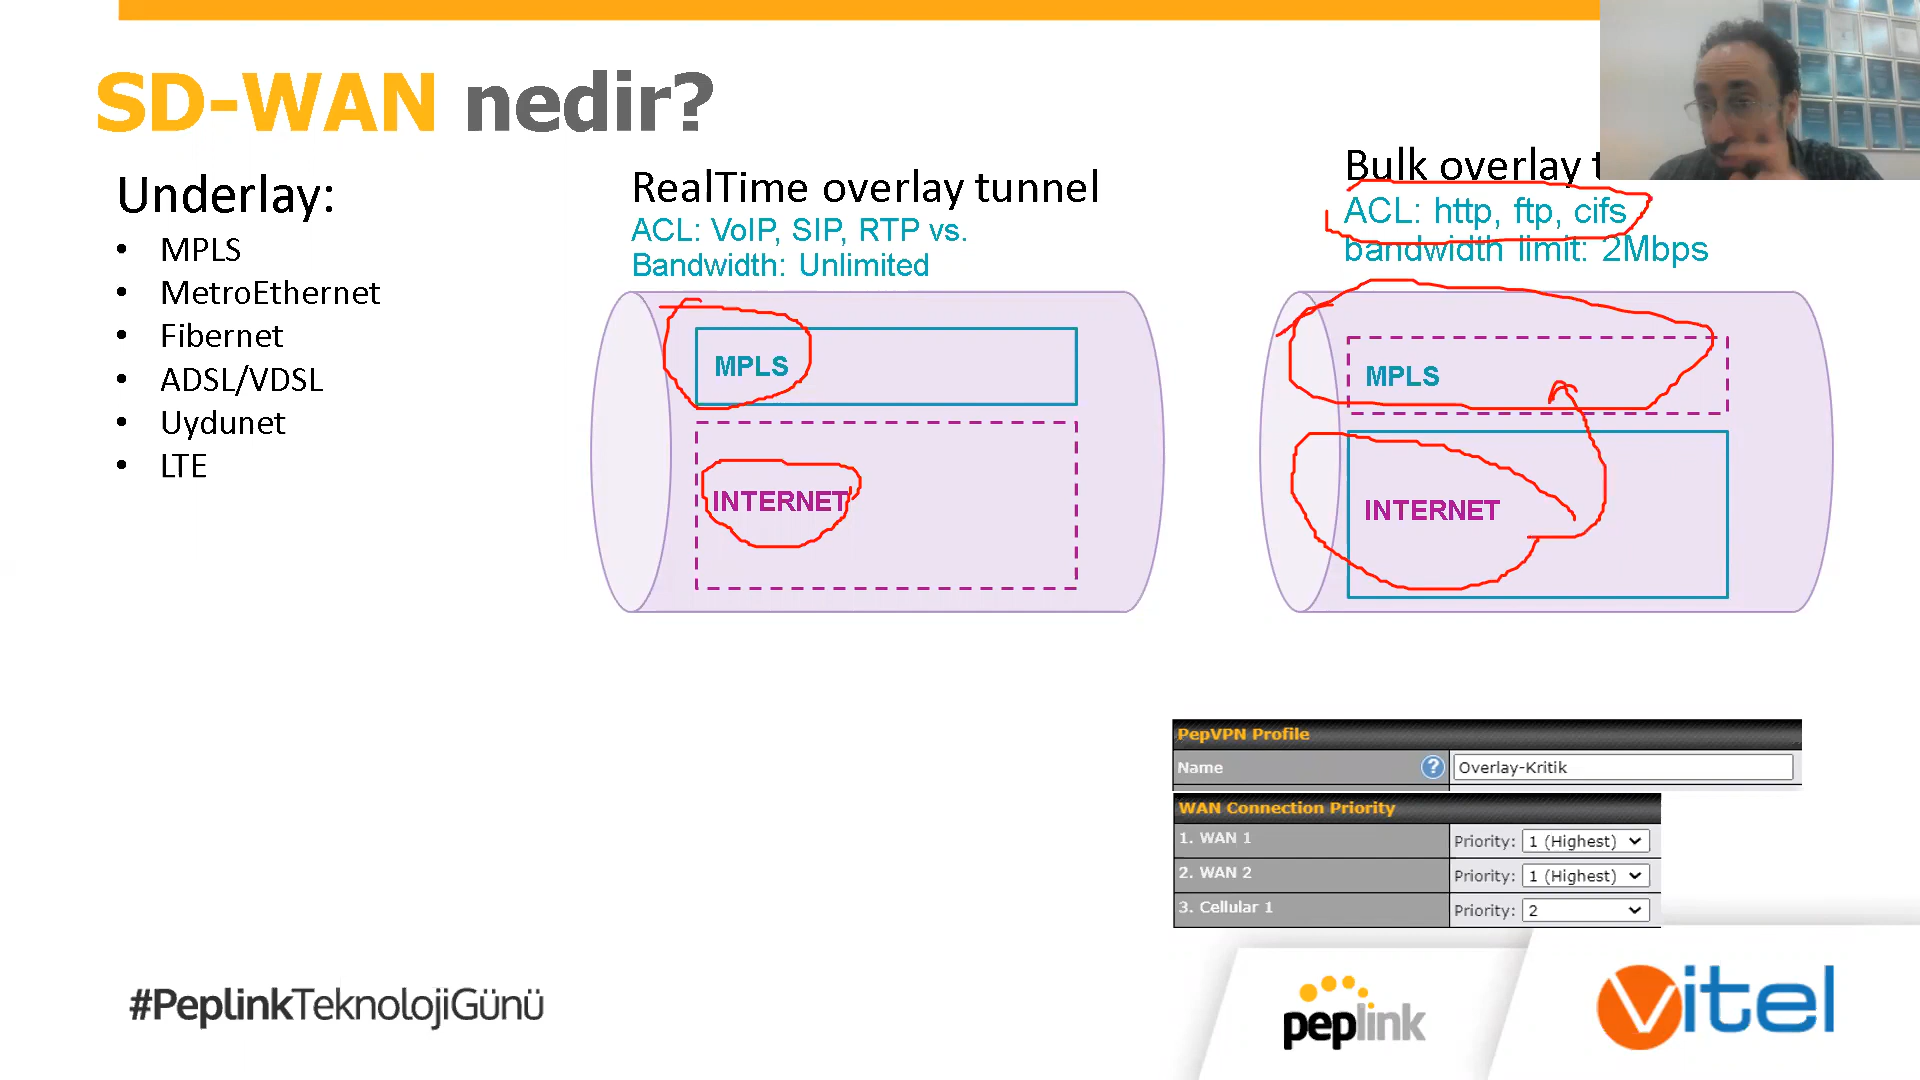 SD-WAN nedir?
Underlay:
• MPLS
• MetroEthernet
• Fibernet
• ADSL/VDSL
• Uydunet
• LTE
RealTime overlay tunnel
ACL: VoIP, SIP, RTP vs.
Bandwidth: Unlimited
MPLS
INTERNET
Bulk overlay
ACL: http, ftp, cifs
bandwidth limit: 2Mbps
MPLS
INTERNET
PepVPN Profile
Name ? Overlay-Kritik
WAN Connection Priority
1. WAN 1 Priority: 1 (Highest)
2. WAN 2 Priority: 1 (Highest)
3. Cellular 1 Priority: 2
#PeplinkTeknolojiGünü
peplink
vitel